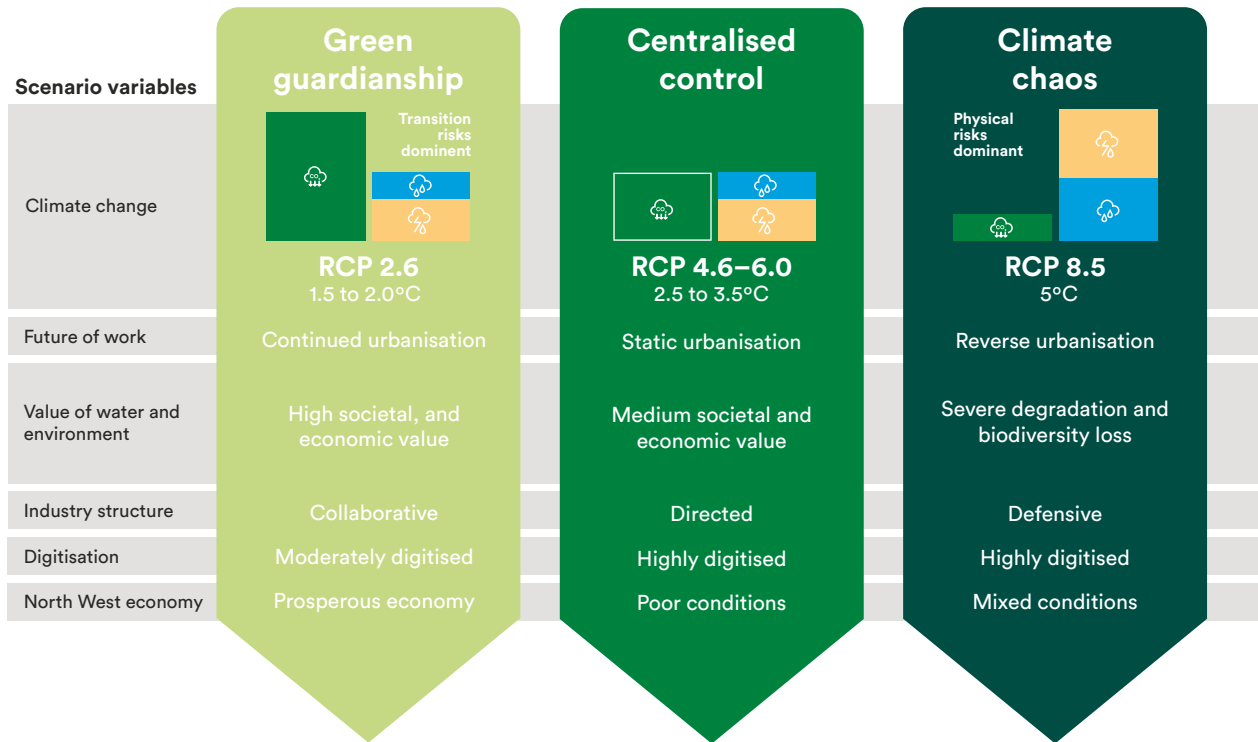 Scenario variables
Green
guardianship
Centralised
control
Climate
chaos
Climate change
CO₂
Transition
risks
dominent
RCP 2.6
1.5 to 2.0°C
CO₂
RCP 4.6–6.0
2.5 to 3.5°C
Physical
risks
dominant
CO₂
RCP 8.5
5°C
Future of work
Continued urbanisation
Static urbanisation
Reverse urbanisation
Value of water and
environment
High societal, and
economic value
Medium societal and
economic value
Severe degradation and
biodiversity loss
Industry structure
Collaborative
Directed
Defensive
Digitisation
Moderately digitised
Highly digitised
Highly digitised
North West economy
Prosperous economy
Poor conditions
Mixed conditions